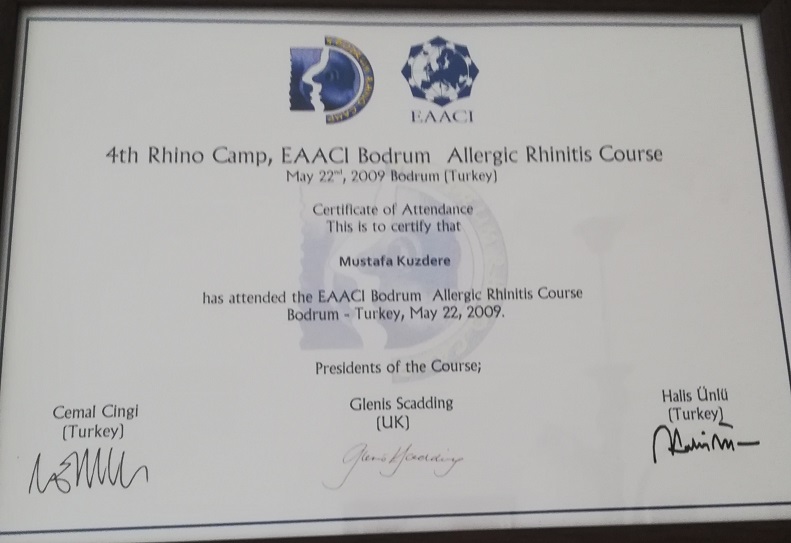 EAACI
4th Rhino Camp, EAACI Bodrum Allergic Rhinitis Course
May 22nd, 2009 Bodrum (Turkey)
Certificate of Attendance
This is to certify that
Mustafa Kuzdere
has attended the EAACI Bodrum Allergic Rhinitis Course
Bodrum - Turkey, May 22, 2009.
Presidents of the Course;
Cemal Cingi
(Turkey)
Glenis Scadding
(UK)
Halis Ünlü
(Turkey)
Glenis Scadding